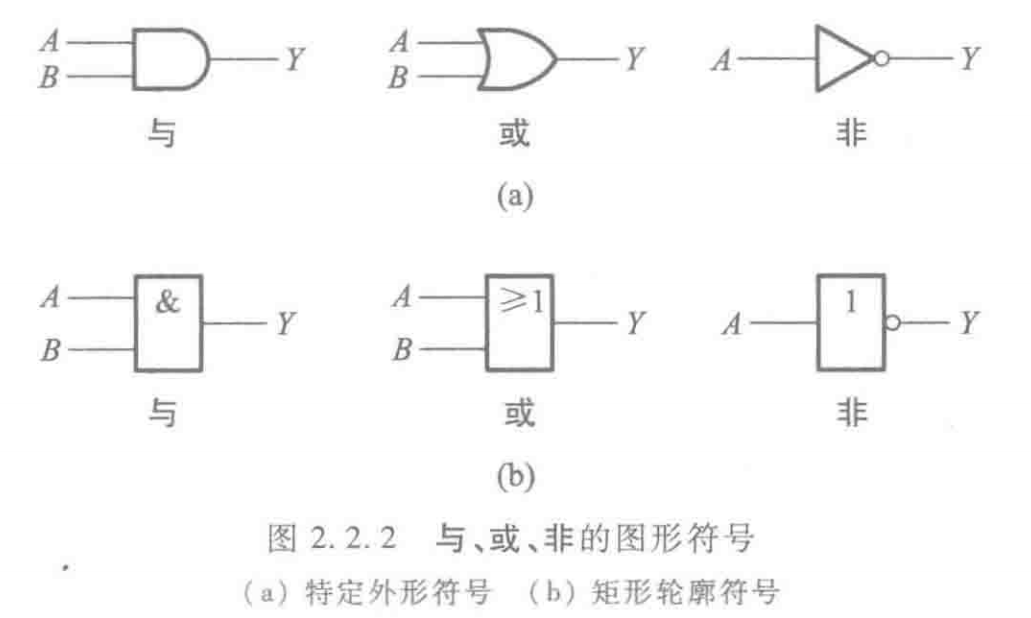 A A
Y Y A Y
B B
与 或 非
(a)
& ≥1 1
A A
Y Y A Y
B B
与 或 非
(b)
图 2.2.2 与、或、非的图形符号
(a) 特定外形符号 (b) 矩形轮廓符号